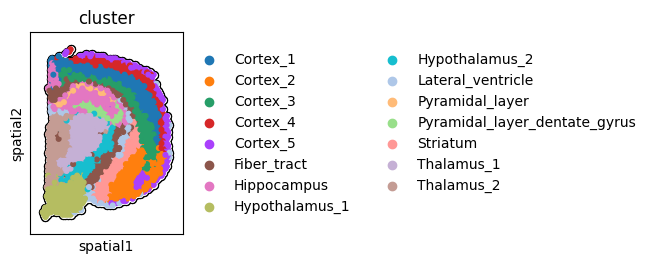 cluster
spatial2
spatial1
Cortex_1
Cortex_2
Cortex_3
Cortex_4
Cortex_5
Fiber_tract
Hippocampus
Hypothalamus_1
Hypothalamus_2
Lateral_ventricle
Pyramidal_layer
Pyramidal_layer_dentate_gyrus
Striatum
Thalamus_1
Thalamus_2